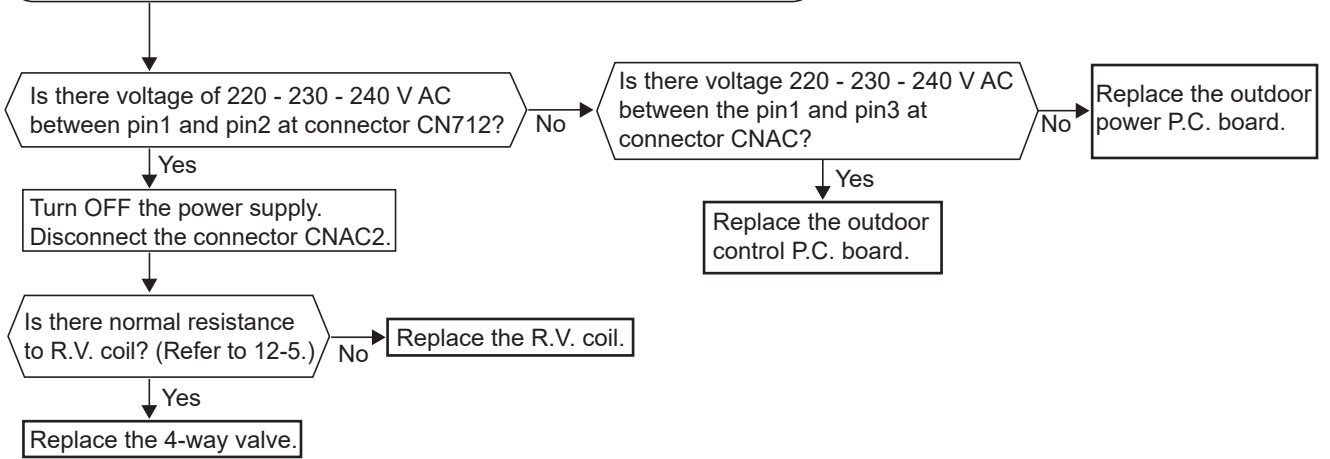 Is there voltage of 220 - 230 - 240 V AC
between pin1 and pin2 at connector CN712?
No
Is there voltage 220 - 230 - 240 V AC
between the pin1 and pin3 at
connector CNAC?
No
Replace the outdoor
power P.C. board.
Yes
Yes
Turn OFF the power supply.
Disconnect the connector CNAC2.
Replace the outdoor
control P.C. board.
Is there normal resistance
to R.V. coil? (Refer to 12-5.)
No
Replace the R.V. coil.
Yes
Replace the 4-way valve.